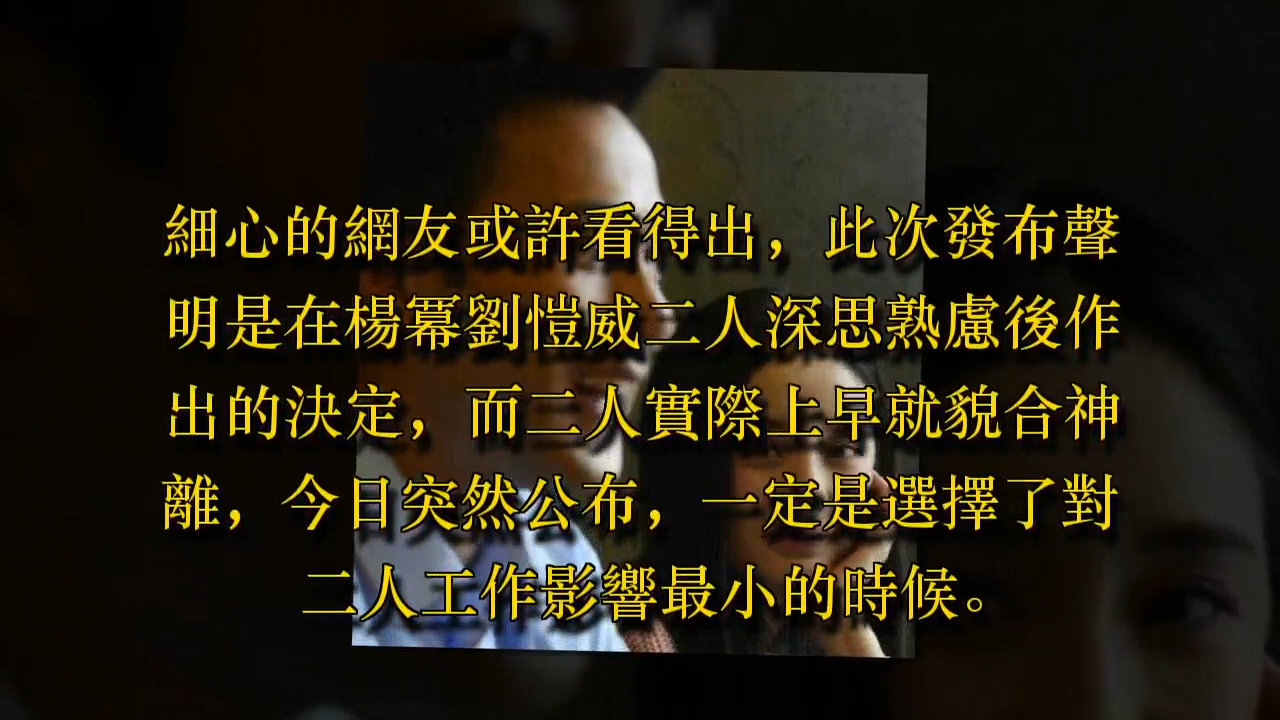 細心的網友或許看得出，此次發布聲
明是在楊冪劉愷威二人深思熟慮後作
出的決定，而二人實際上早就貌合神
離，今日突然公布，一定是選擇了對
二人工作影響最小的時候。